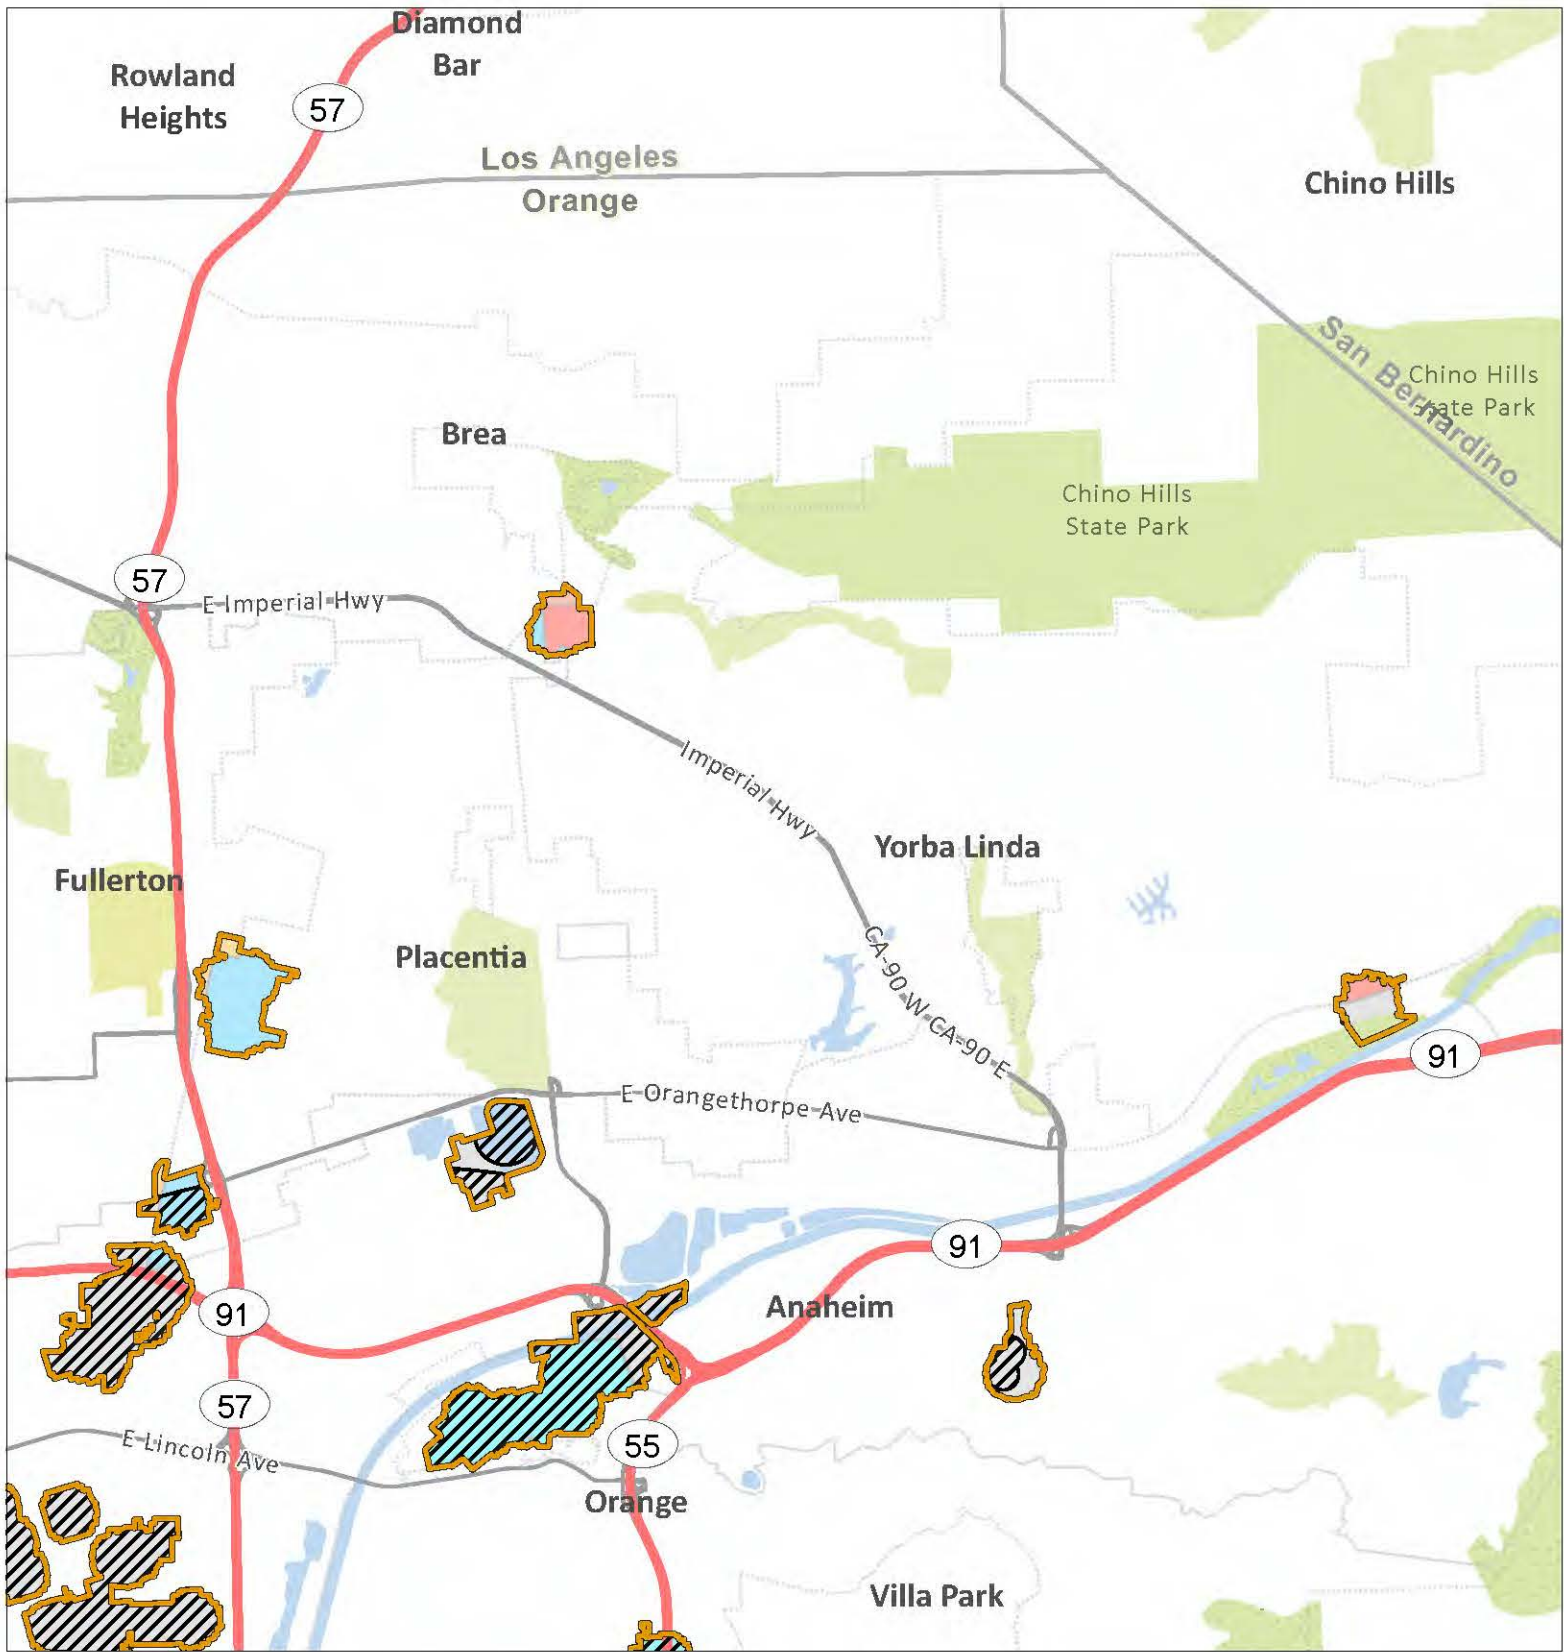 Diamond
Bar
Rowland
Heights
57
Los Angeles
Orange
Chino Hills
San Bernardino
Chino Hills
State Park
Brea
Chino Hills
State Park
57
E Imperial Hwy
Imperial Hwy
Yorba Linda
Fullerton
Placentia
CA-90 W-CA-90 E
91
E Orangethorpe Ave
91
Anaheim
91
57
55
E Lincoln Ave
Orange
Villa Park